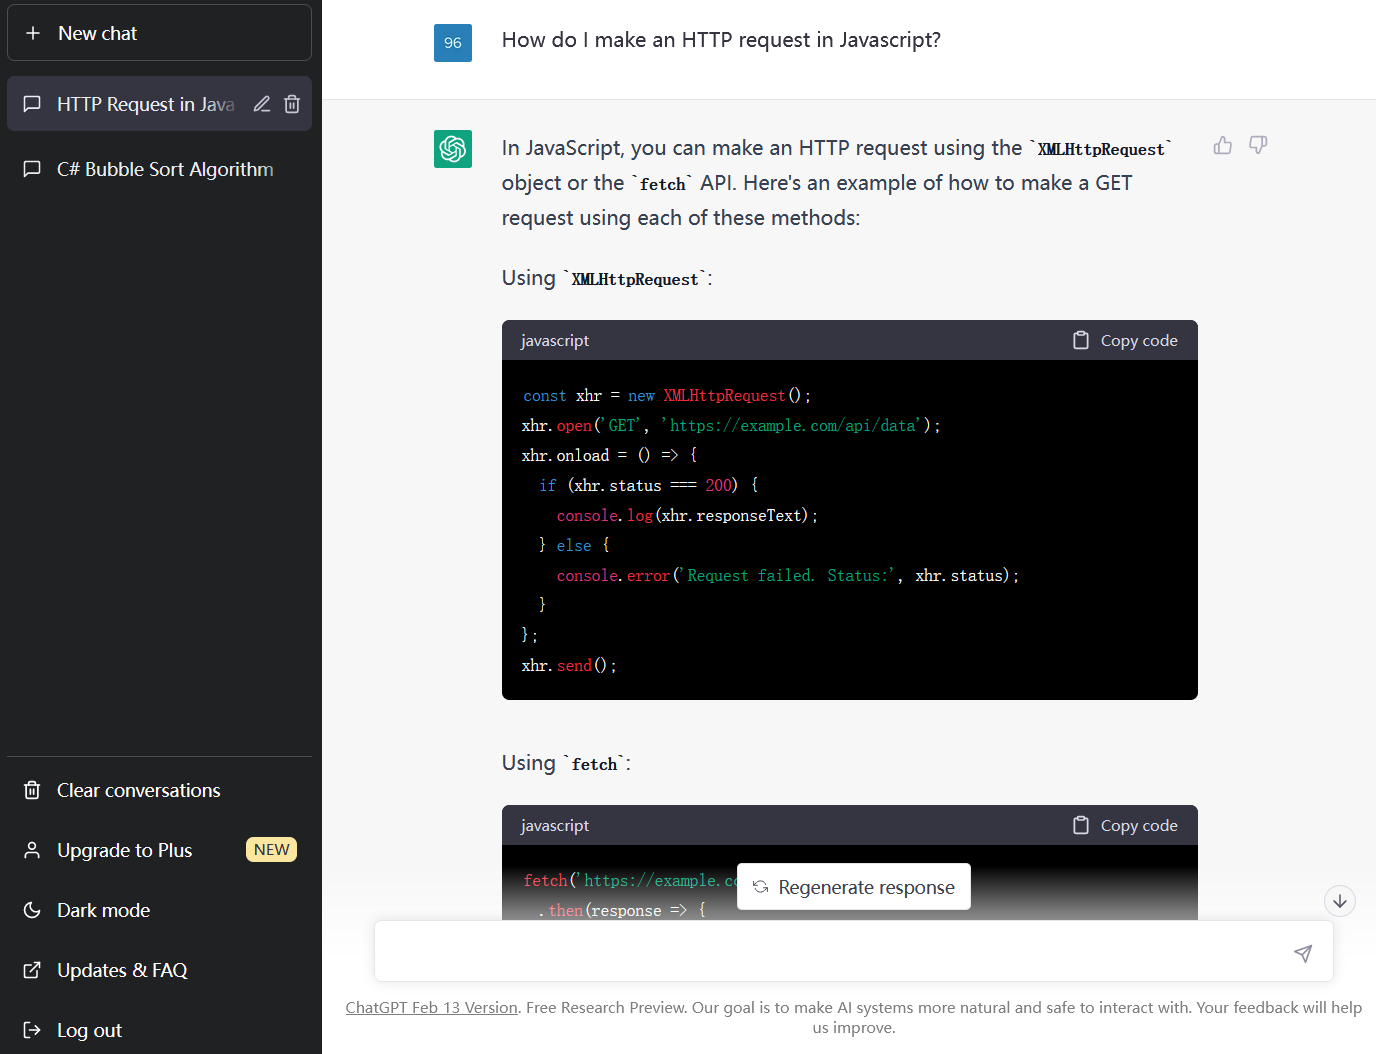 New chat
HTTP Request in Java
C# Bubble Sort Algorithm
Clear conversations
Upgrade to Plus NEW
Dark mode
Updates & FAQ
Log out
96
How do I make an HTTP request in Javascript?
In JavaScript, you can make an HTTP request using the `XMLHttpRequest`
object or the `fetch` API. Here's an example of how to make a GET
request using each of these methods:
Using `XMLHttpRequest`:
javascript Copy code
const xhr = new XMLHttpRequest();
xhr.open('GET', 'https://example.com/api/data');
xhr.onload = () => {
  if (xhr.status === 200) {
    console.log(xhr.responseText);
  } else {
    console.error('Request failed. Status:', xhr.status);
  }
};
xhr.send();
Using `fetch`:
javascript Copy code
fetch('https://example.c
  .then(response => {
Regenerate response
ChatGPT Feb 13 Version. Free Research Preview. Our goal is to make AI systems more natural and safe to interact with. Your feedback will help
us improve.